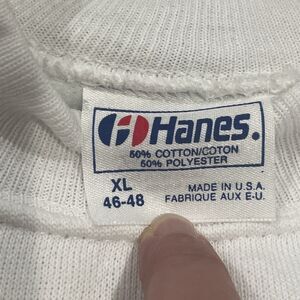 Hanes.
50% COTTON/COTON
50% POLYESTER
XL
46-48
MADE IN U.S.A.
FABRIQUE AUX E-U.